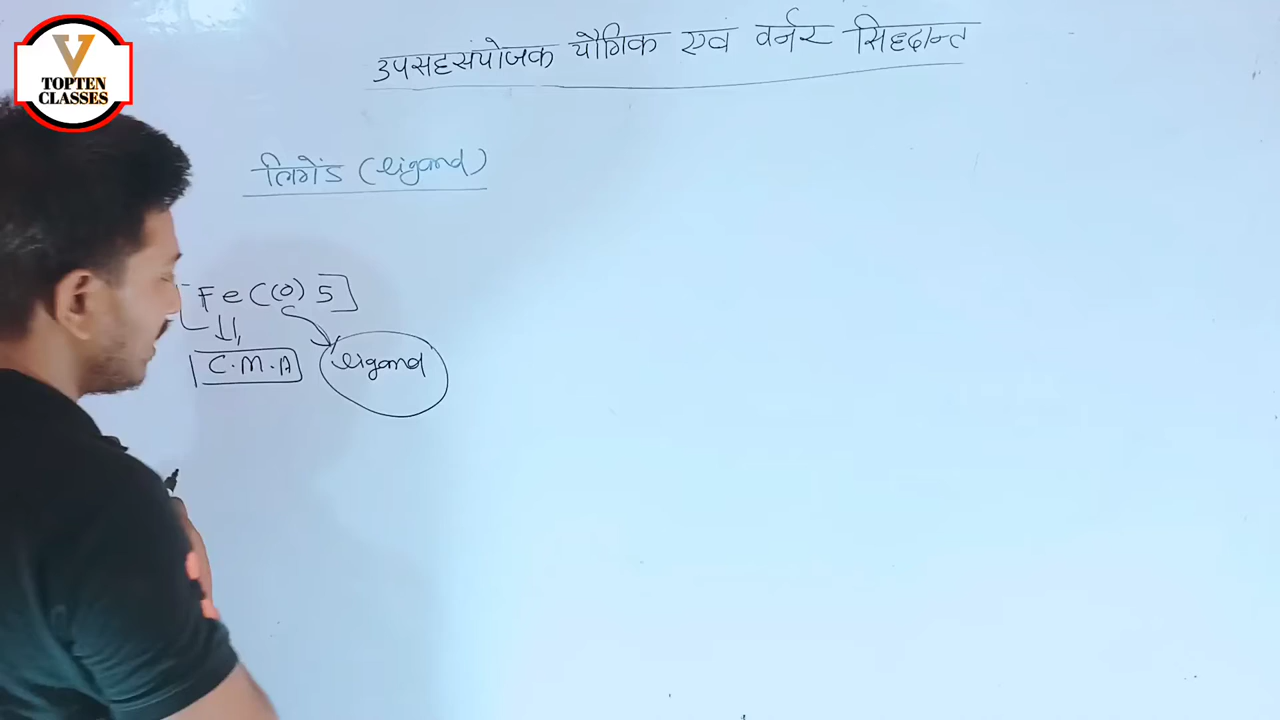 V
TOPTEN
CLASSES
उपसहसंयोजक यौगिक एवं वर्नर सिद्धान्त
लिगेंड (Ligand)
[Fe(CO)5]
C.M.A
Ligand